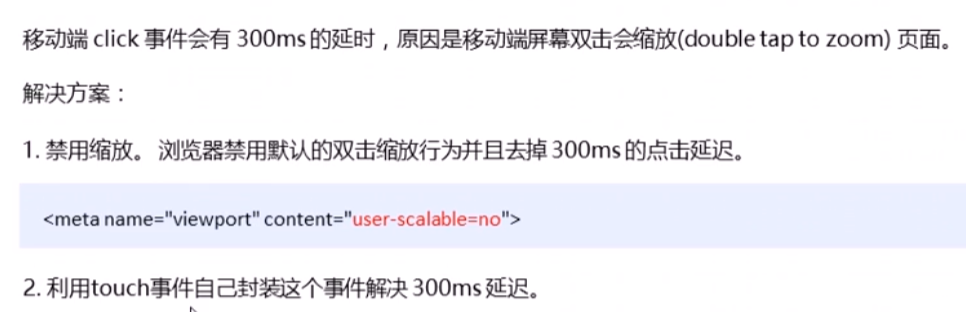 移动端 click 事件会有 300ms 的延时，原因是移动端屏幕双击会缩放(double tap to zoom) 页面。
解决方案：
1. 禁用缩放。 浏览器禁用默认的双击缩放行为并且去掉 300ms 的点击延迟。
<meta name="viewport" content="user-scalable=no">
2. 利用touch事件自己封装这个事件解决 300ms 延迟。